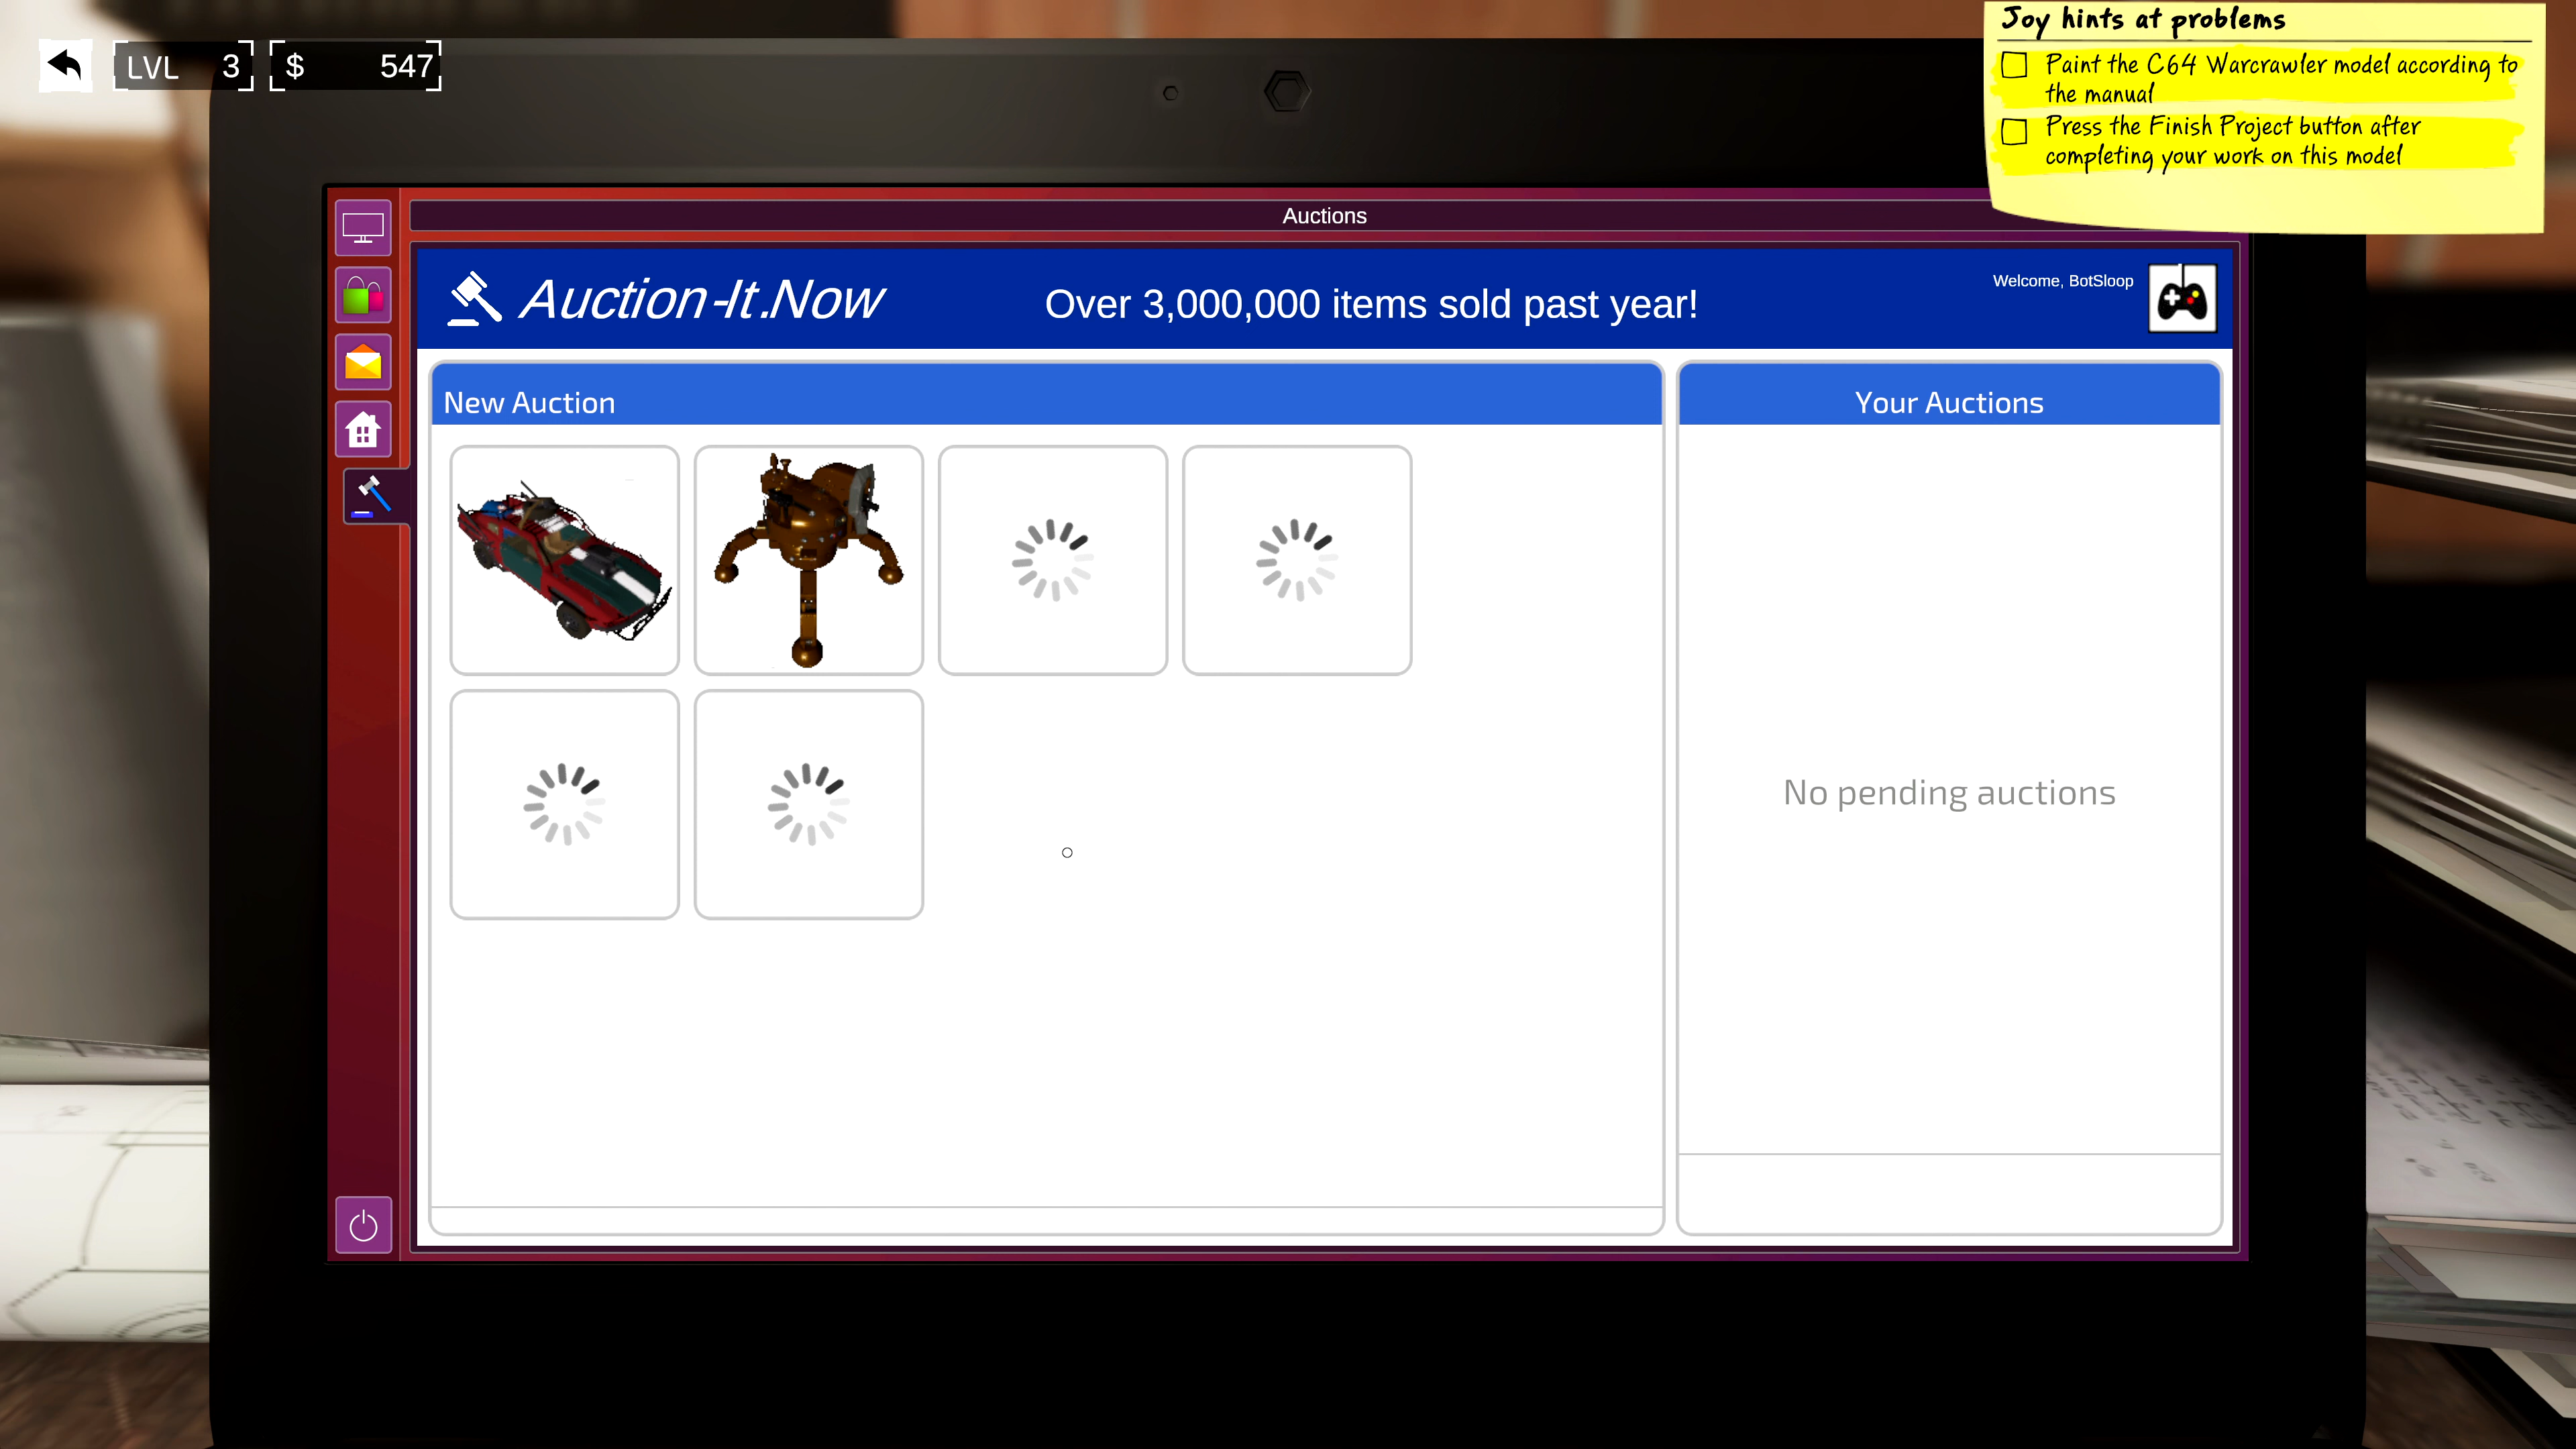 LVL 3 $ 547
Joy hints at problems
Paint the C64 Warcrawler model according to
the manual
Press the Finish Project button after
completing your work on this model
Auctions
Auction-It.Now
Over 3,000,000 items sold past year!
Welcome, BotSloop
New Auction
Your Auctions
No pending auctions